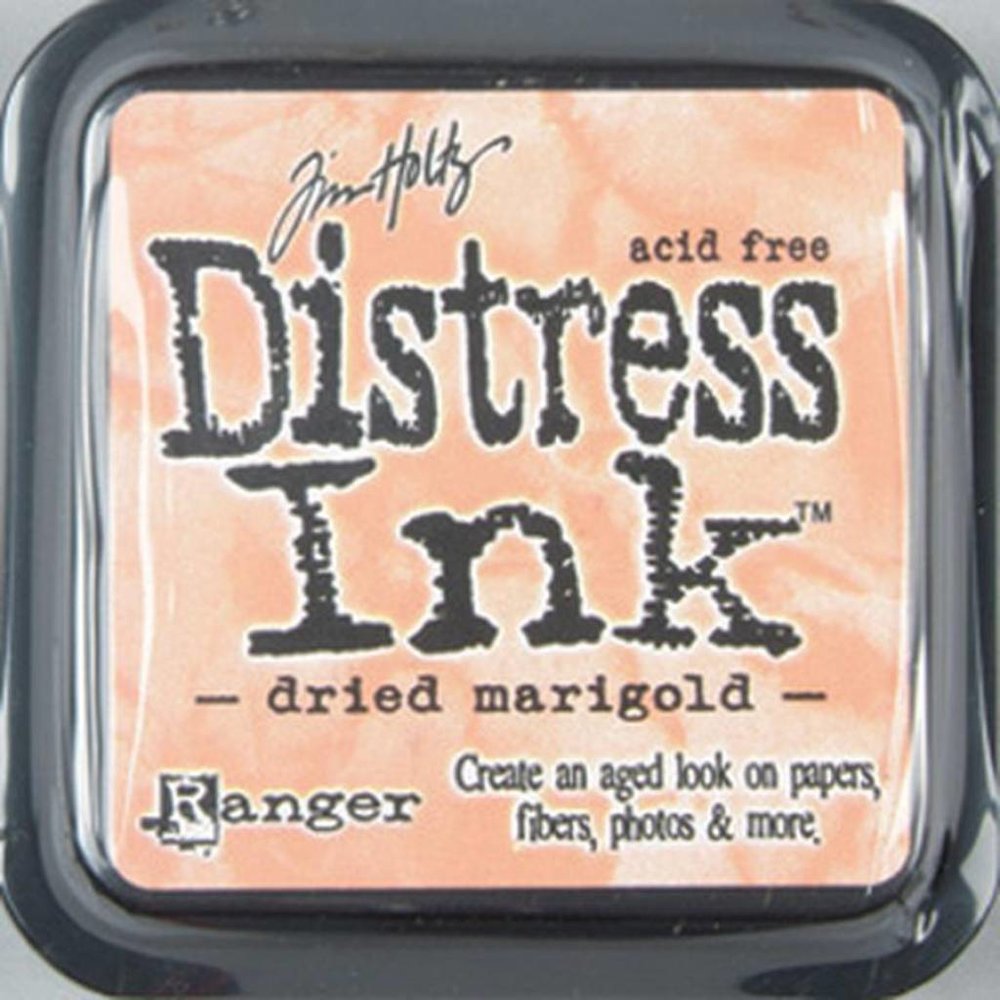 Tim Holtz
acid free
Distress
Ink™
— dried marigold —
Ranger
Create an aged look on papers,
fibers, photos & more.